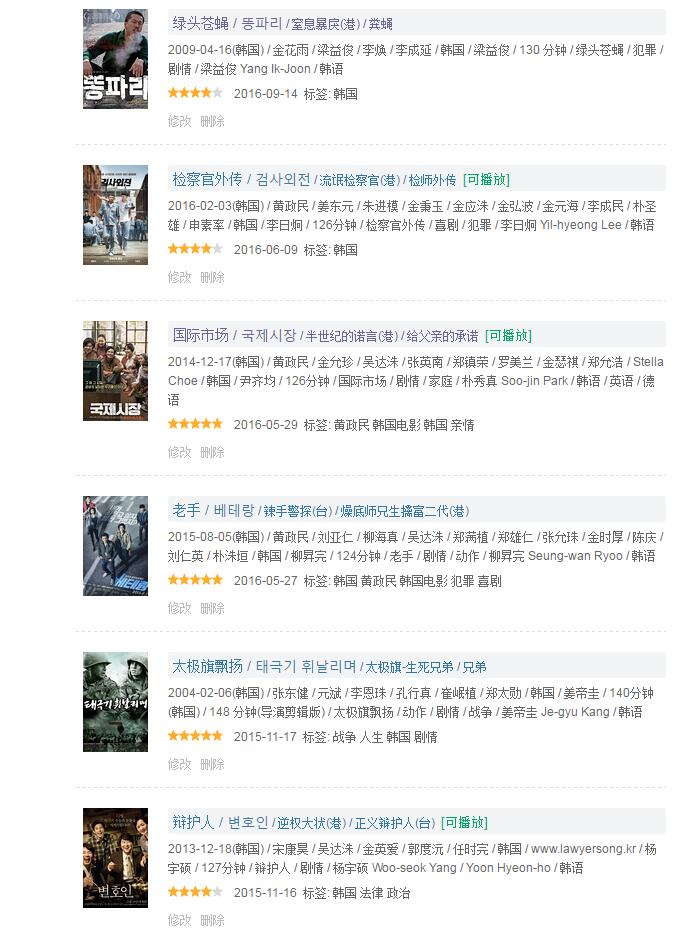 绿头苍蝇 / 똥파리 / 窒息暴戾(港) / 粪蝇
2009-04-16(韩国) / 金花雨 / 梁益俊 / 李焕 / 李成延 / 韩国 / 梁益俊 / 130 分钟 / 绿头苍蝇 / 犯罪 /
剧情 / 梁益俊 Yang Ik-Joon / 韩语
2016-09-14 标签: 韩国
修改 删除
똥파리
检察官外传 / 검사외전 / 流氓检察官(港) / 检师外传 [可播放]
2016-02-03(韩国) / 黄政民 / 姜东元 / 朱进模 / 金秉玉 / 金应洙 / 金弘波 / 金元海 / 李成民 / 朴圣
雄 / 申素率 / 韩国 / 李日炯 / 126分钟 / 检察官外传 / 喜剧 / 犯罪 / 李日炯 Yil-hyeong Lee / 韩语
2016-06-09 标签: 韩国
修改 删除
검사외전
国际市场 / 국제시장 / 半世纪的诺言(港) / 给父亲的承诺 [可播放]
2014-12-17(韩国) / 黄政民 / 金允珍 / 吴达洙 / 张英南 / 郑镇荣 / 罗美兰 / 金瑟祺 / 郑允浩 / Stella
Choe / 韩国 / 尹齐均 / 126分钟 / 国际市场 / 剧情 / 家庭 / 朴秀真 Soo-jin Park / 韩语 / 英语 / 德
语
2016-05-29 标签: 黄政民 韩国电影 韩国 亲情
修改 删除
국제시장
老手 / 베테랑 / 辣手警探(台) / 燥底师兄生擒富二代(港)
2015-08-05(韩国) / 黄政民 / 刘亚仁 / 柳海真 / 吴达洙 / 郑满植 / 郑雄仁 / 张允珠 / 金时厚 / 陈庆 /
刘仁英 / 朴洙垣 / 韩国 / 柳昇完 / 124分钟 / 老手 / 剧情 / 动作 / 柳昇完 Seung-wan Ryoo / 韩语
2016-05-27 标签: 韩国 黄政民 韩国电影 犯罪 喜剧
修改 删除
베테랑
太极旗飘扬 / 태극기 휘날리며 / 太极旗-生死兄弟 / 兄弟
2004-02-06(韩国) / 张东健 / 元斌 / 李恩珠 / 孔行真 / 崔岷植 / 郑太勋 / 韩国 / 姜帝圭 / 140分钟
(韩国) / 148 分钟(导演剪辑版) / 太极旗飘扬 / 动作 / 剧情 / 战争 / 姜帝圭 Je-gyu Kang / 韩语
2015-11-17 标签: 战争 人生 韩国 剧情
修改 删除
태극기 휘날리며
辩护人 / 변호인 / 逆权大状(港) / 正义辩护人(台) [可播放]
2013-12-18(韩国) / 宋康昊 / 吴达洙 / 金英爱 / 郭度沅 / 任时完 / 韩国 / www.lawyersong.kr / 杨
宇硕 / 127分钟 / 辩护人 / 剧情 / 杨宇硕 Woo-seok Yang / Yoon Hyeon-ho / 韩语
2015-11-16 标签: 韩国 法律 政治
修改 删除
변호인